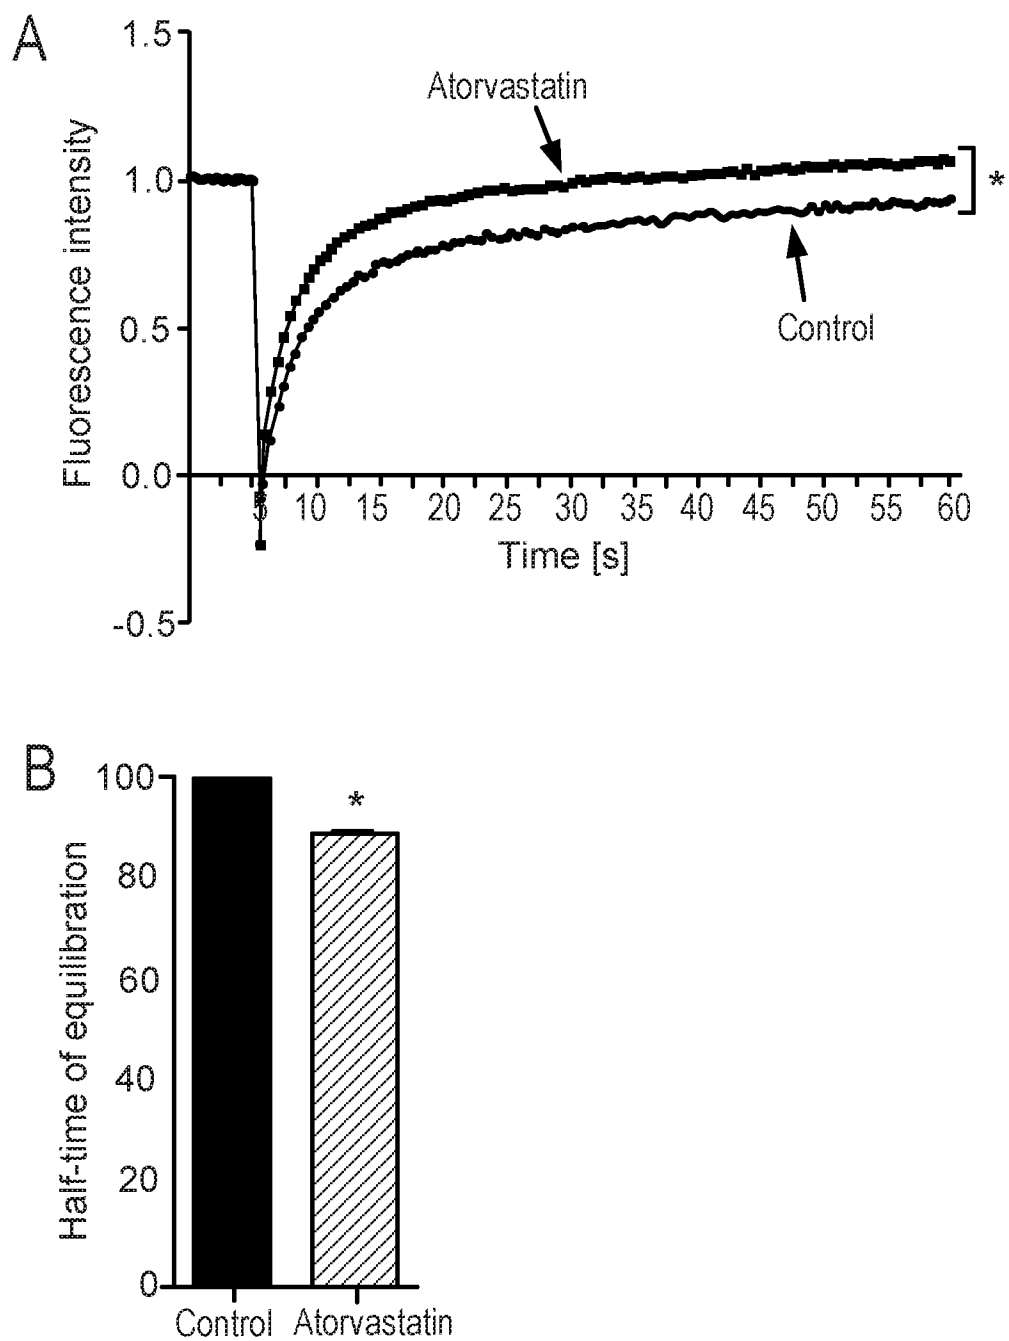 A
1.5
Atorvastatin
1.0
*
Fluorescence intensity
0.5
Control
0.0
5 10 15 20 25 30 35 40 45 50 55 60
Time [s]
-0.5
B
100
*
80
Half-time of equilibration
60
40
20
0
Control Atorvastatin